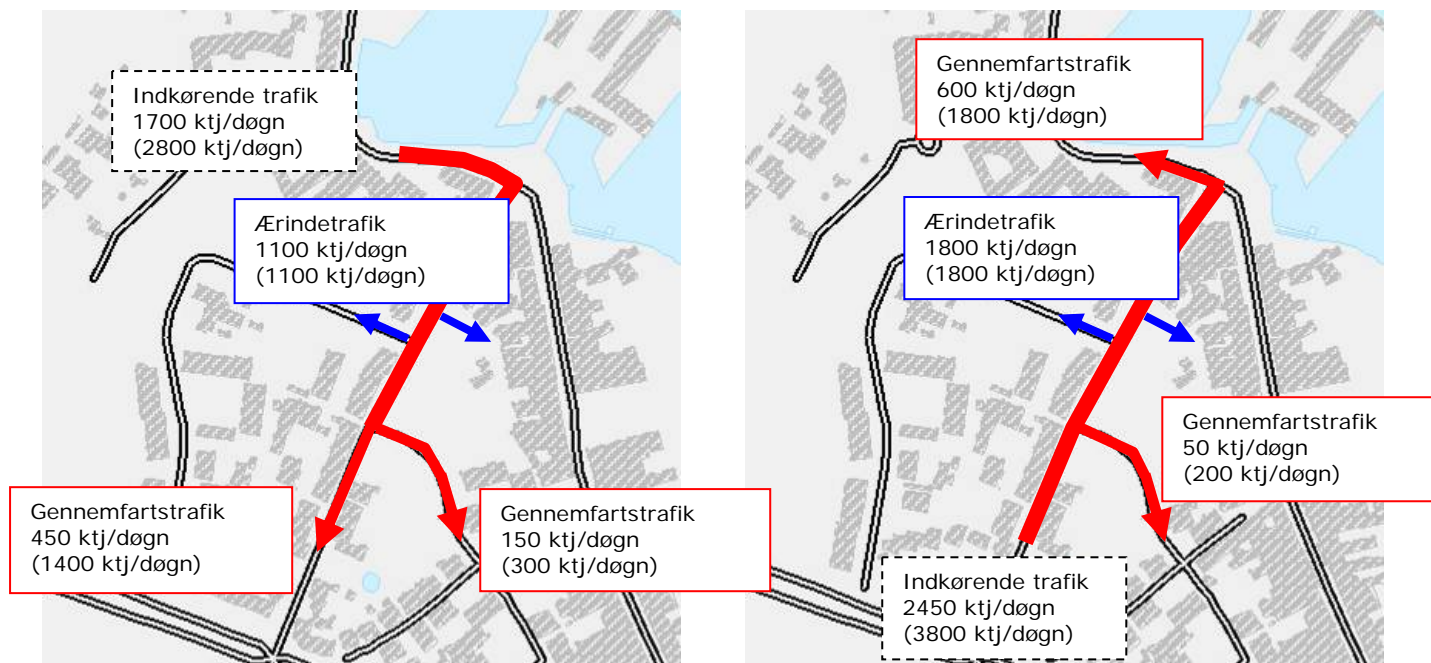 Indkørende trafik
1700 ktj/døgn
(2800 ktj/døgn)
Ærindetrafik
1100 ktj/døgn
(1100 ktj/døgn)
Gennemfartstrafik
450 ktj/døgn
(1400 ktj/døgn)
Gennemfartstrafik
150 ktj/døgn
(300 ktj/døgn)
Gennemfartstrafik
600 ktj/døgn
(1800 ktj/døgn)
Ærindetrafik
1800 ktj/døgn
(1800 ktj/døgn)
Gennemfartstrafik
50 ktj/døgn
(200 ktj/døgn)
Indkørende trafik
2450 ktj/døgn
(3800 ktj/døgn)